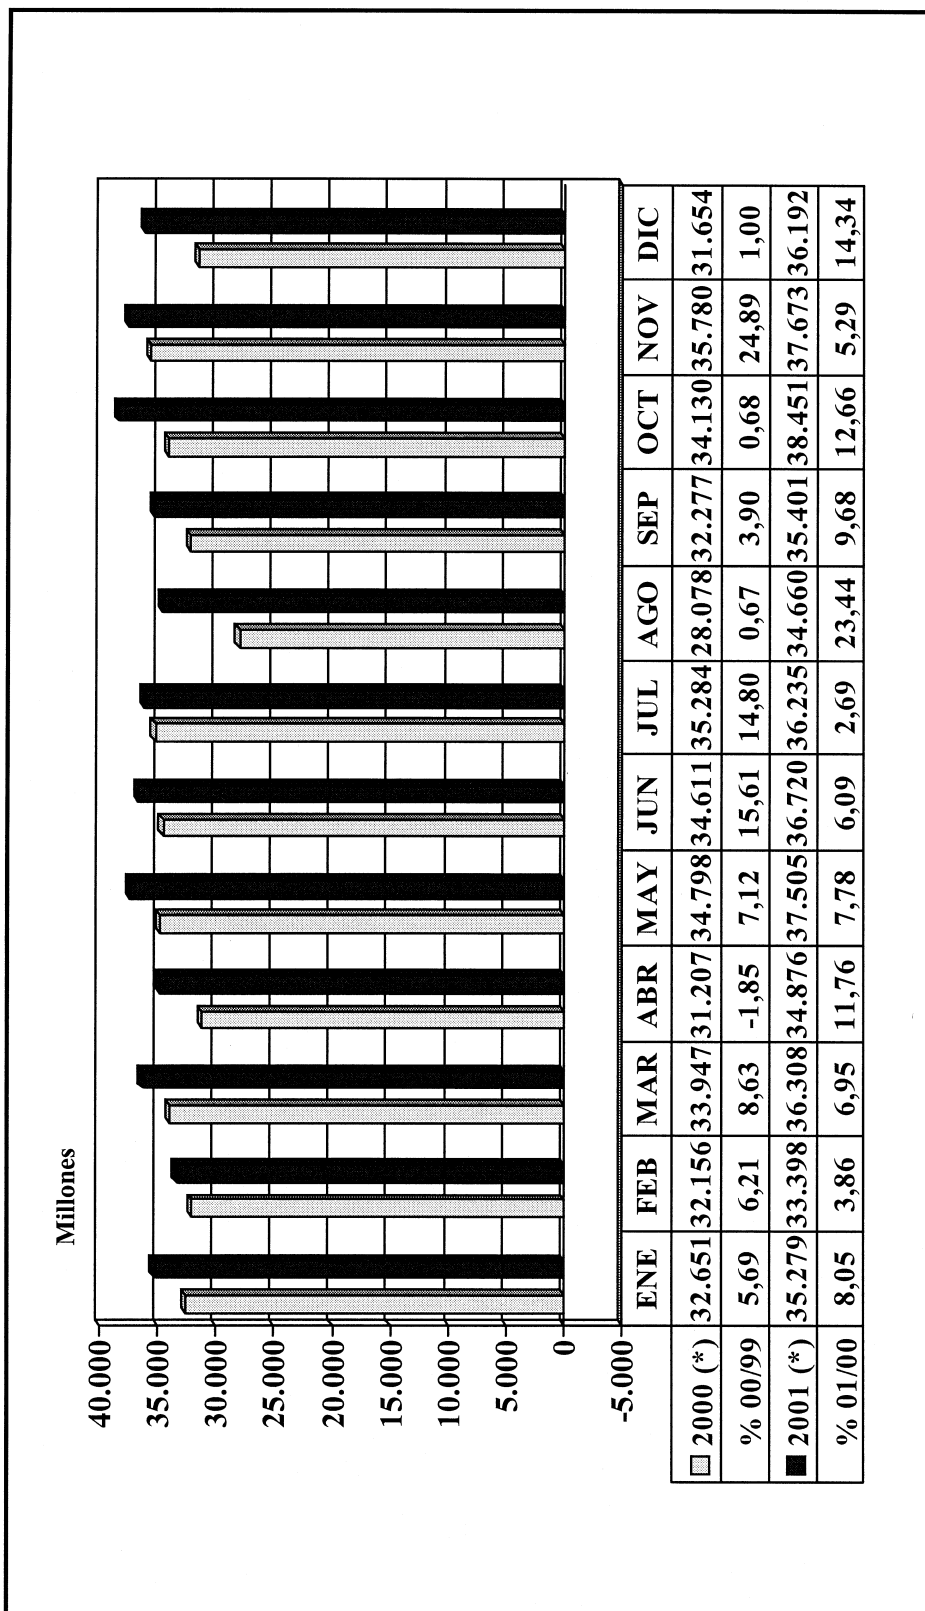 Millones
40.000
35.000
30.000
25.000
20.000
15.000
10.000
5.000
0
-5.000
ENE FEB MAR ABR MAY JUN JUL AGO SEP OCT NOV DIC
2000 (*) 32.651 32.156 33.947 31.207 34.798 34.611 35.284 28.078 32.277 34.130 35.780 31.654
% 00/99 5,69 6,21 8,63 -1,85 7,12 15,61 14,80 0,67 3,90 0,68 24,89 1,00
2001 (*) 35.279 33.398 36.308 34.876 37.505 36.720 36.235 34.660 35.401 38.451 37.673 36.192
% 01/00 8,05 3,86 6,95 11,76 7,78 6,09 2,69 23,44 9,68 12,66 5,29 14,34